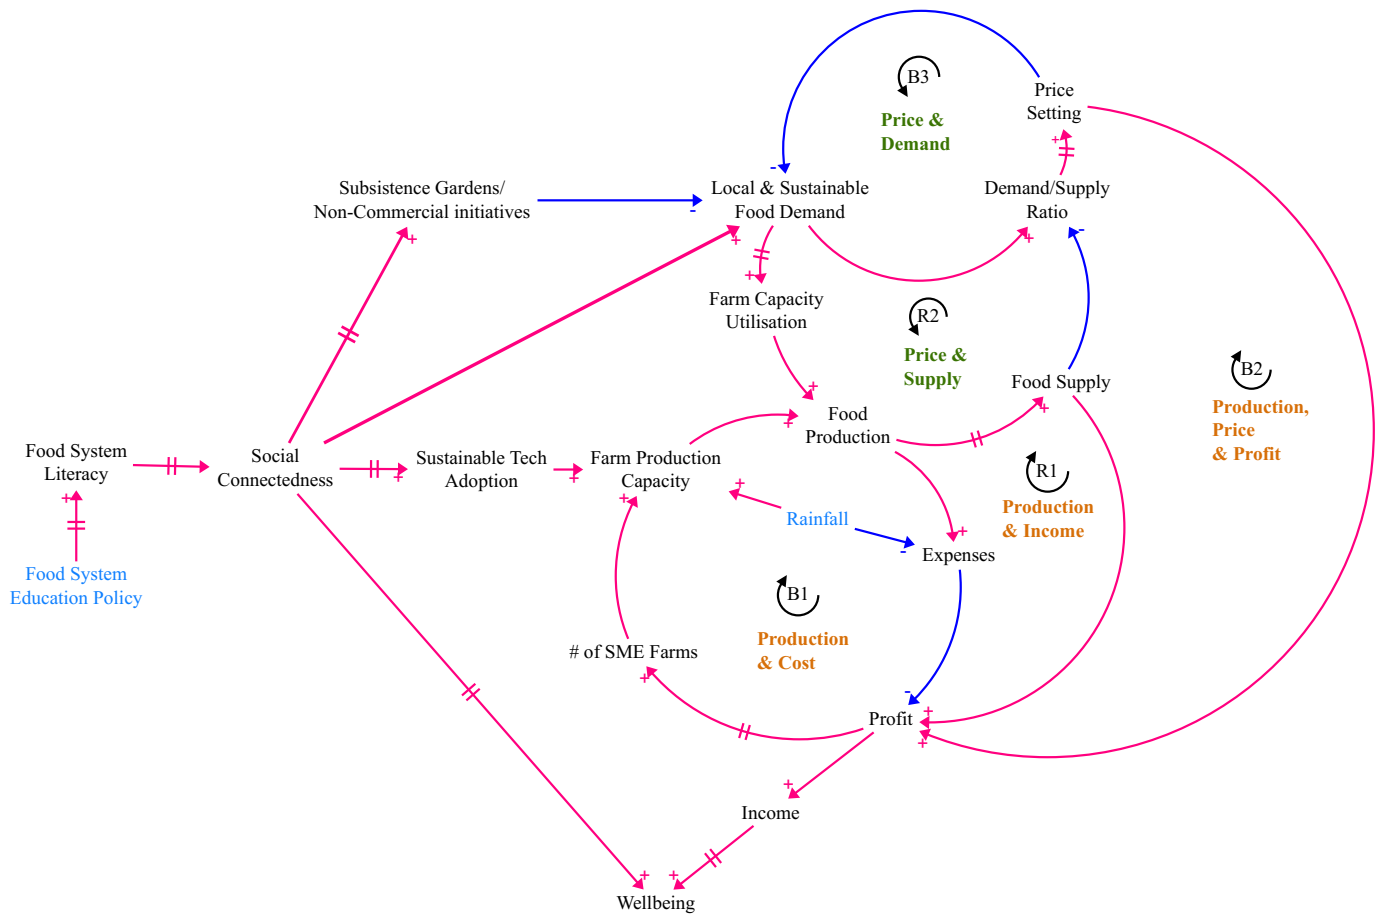 B3
Price
Setting
Price &
Demand
Subsistence Gardens/
Non-Commercial initiatives
Local & Sustainable
Food Demand
Demand/Supply
Ratio
Farm Capacity
Utilisation
R2
Price &
Supply
Food Supply
B2
Production,
Price
& Profit
Food
Production
Food System
Literacy
Social
Connectedness
Sustainable Tech
Adoption
Farm Production
Capacity
R1
Production
& Income
Rainfall
Expenses
Food System
Education Policy
B1
Production
& Cost
# of SME Farms
Profit
Income
Wellbeing